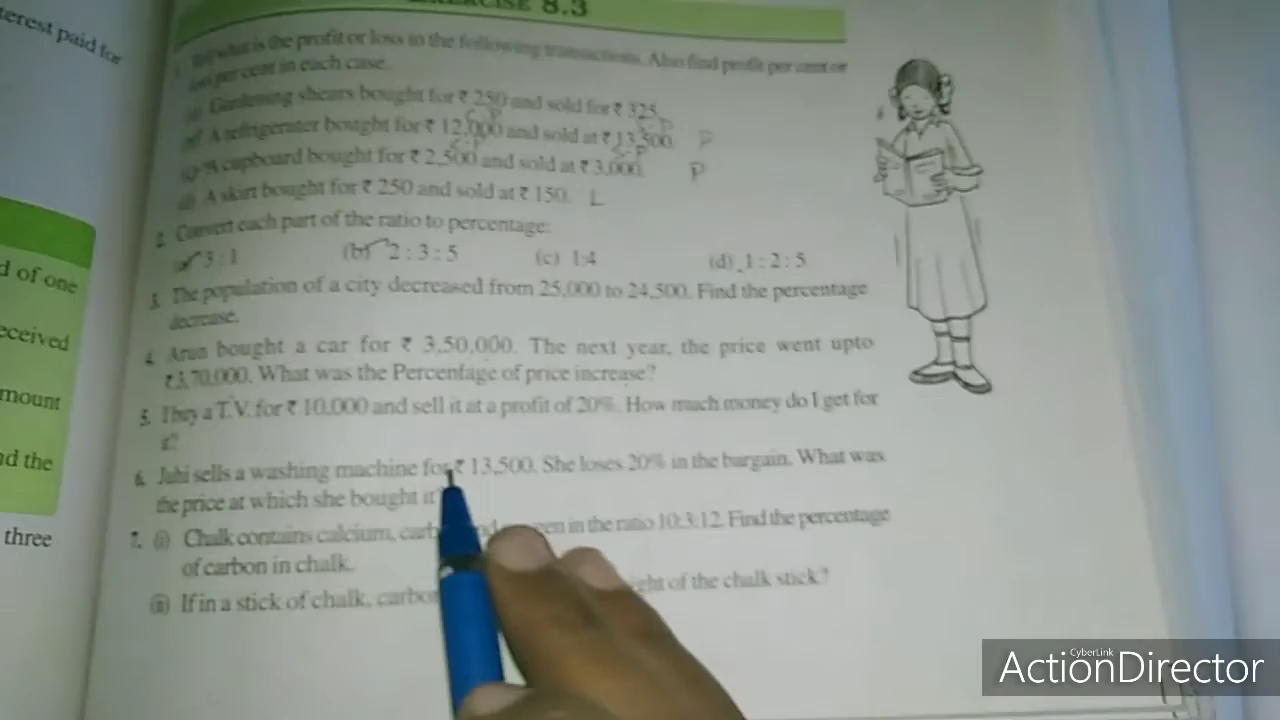 terest paid for
EXERCISE 8.3
what is the profit or loss in the following transactions. Also find profit per cent or
loss per cent in each case.
Gardening shears bought for ₹ 250 and sold for ₹ 325.
A refrigerator bought for ₹ 12,000 and sold at ₹ 13,500. P
A cupboard bought for ₹ 2,500 and sold at ₹ 3,000. P
A skirt bought for ₹ 250 and sold at ₹ 150. L
2. Convert each part of the ratio to percentage:
3 : 1 (b) 2 : 3 : 5 (c) 1:4 (d) 1 : 2 : 5
3. The population of a city decreased from 25,000 to 24,500. Find the percentage
decrease.
4. Arun bought a car for ₹ 3,50,000. The next year, the price went upto
₹ 3,70,000. What was the Percentage of price increase?
5. I buy a T.V. for ₹ 10,000 and sell it at a profit of 20%. How much money do I get for
it?
6. Juhi sells a washing machine for ₹ 13,500. She loses 20% in the bargain. What was
the price at which she bought it
7. (i) Chalk contains calcium, in the ratio 10:3:12. Find the percentage
of carbon in chalk.
(ii) If in a stick of chalk, of the chalk stick?
d of one
eceived
mount
nd the
three
CyberLink
ActionDirector